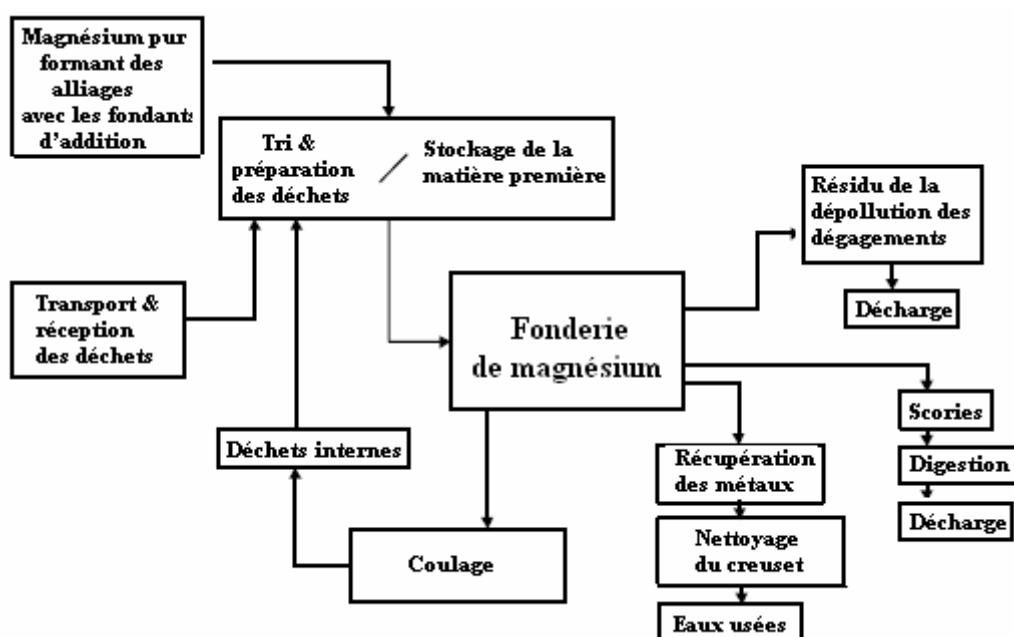 Magnésium pur
formant des
alliages
avec les fondants
d'addition
Tri &
préparation
des déchets
/
Stockage de la
matière première
Résidu de la
dépollution des
dégagements
Décharge
Transport &
réception
des déchets
Fonderie
de magnésium
Scories
Digestion
Décharge
Déchets internes
Récupération
des métaux
Nettoyage
du creuset
Eaux usées
Coulage